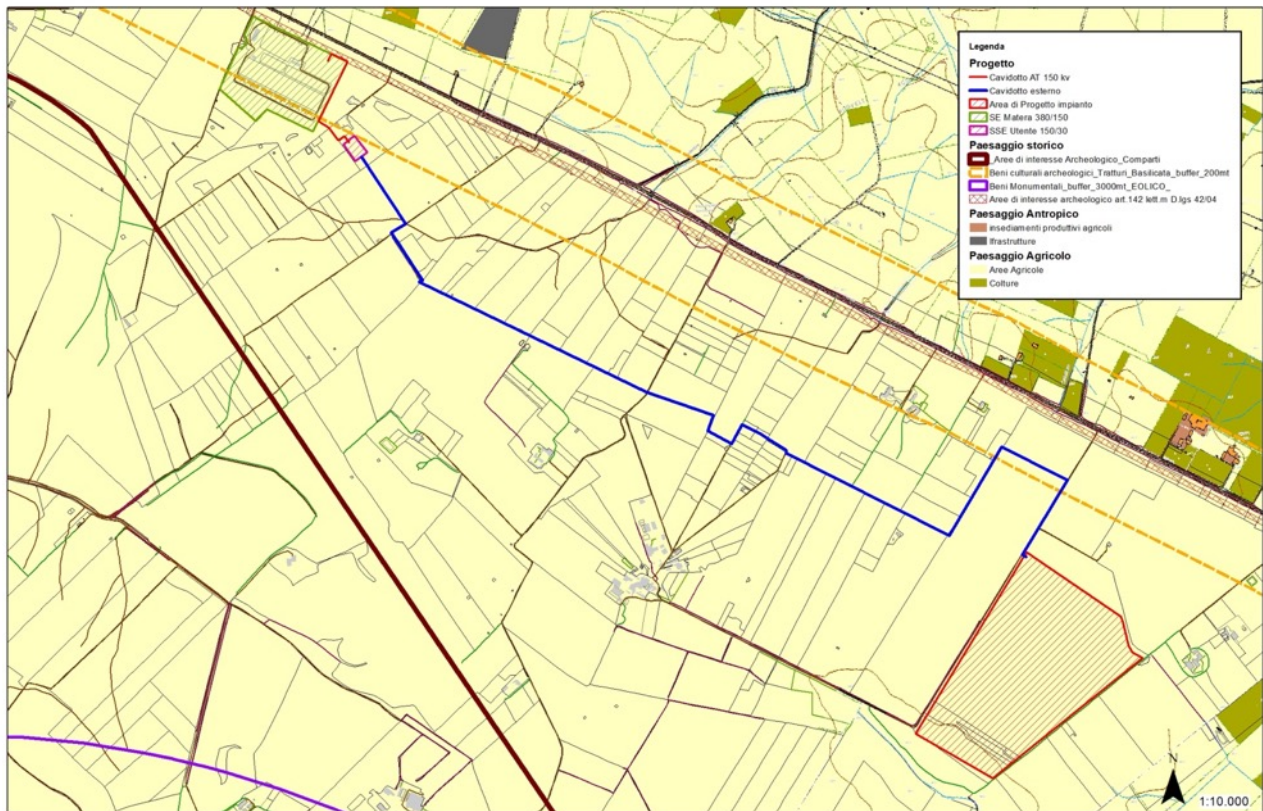 Legenda
Progetto
Cavidotto AT 150 kv
Cavidotto esterno
Area di Progetto impianto
SE Matera 380/150
SSE Utente 150/30
Paesaggio storico
_Aree di interesse Archeologico_Comparti
Beni culturali archeologici_Tratturi_Basilicata_buffer_200mt
Beni Monumentali_buffer_3000mt_EOLICO_
Aree di interesse archeologico art.142 lett.m D.lgs 42/04
Paesaggio Antropico
insediamenti produttivi agricoli
Ifrastrutture
Paesaggio Agricolo
Aree Agricole
Colture
N
1:10.000